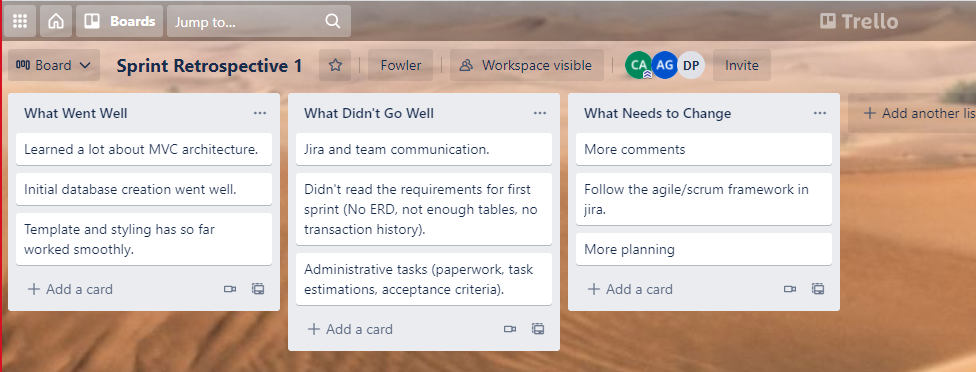 Boards
Jump to...
Trello
Board
Sprint Retrospective 1
Fowler
Workspace visible
CA
AG
DP
Invite
What Went Well
Learned a lot about MVC architecture.
Initial database creation went well.
Template and styling has so far
worked smoothly.
+ Add a card
What Didn't Go Well
Jira and team communication.
Didn't read the requirements for first
sprint (No ERD, not enough tables, no
transaction history).
Administrative tasks (paperwork, task
estimations, acceptance criteria).
+ Add a card
What Needs to Change
More comments
Follow the agile/scrum framework in
jira.
More planning
+ Add a card
+ Add another lis